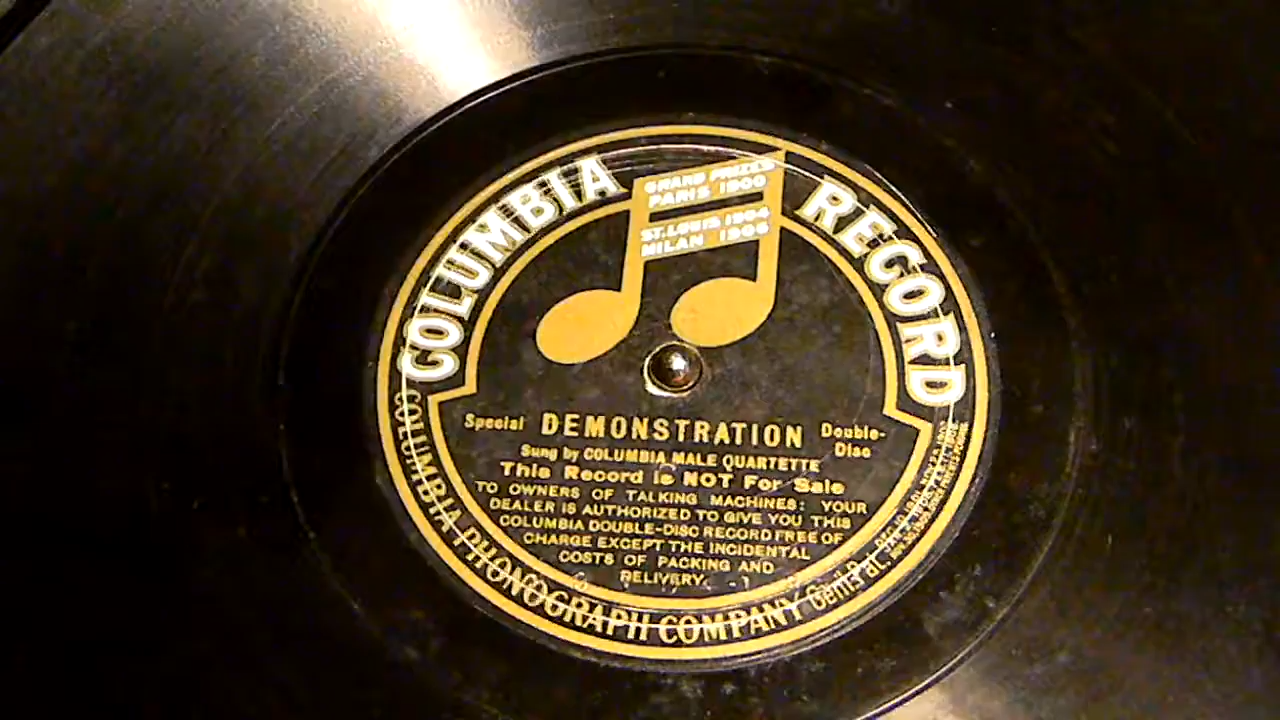 COLUMBIA RECORD
GRAND PRIZES
PARIS 1900
ST. LOUIS 1904
MILAN 1906
Special DEMONSTRATION Double-
Disc
Sung by COLUMBIA MALE QUARTETTE
This Record is NOT For Sale
TO OWNERS OF TALKING MACHINES: YOUR
DEALER IS AUTHORIZED TO GIVE YOU THIS
COLUMBIA DOUBLE-DISC RECORD FREE OF
CHARGE EXCEPT THE INCIDENTAL
COSTS OF PACKING AND
DELIVERY.
COLUMBIA PHONOGRAPH COMPANY Gen'l